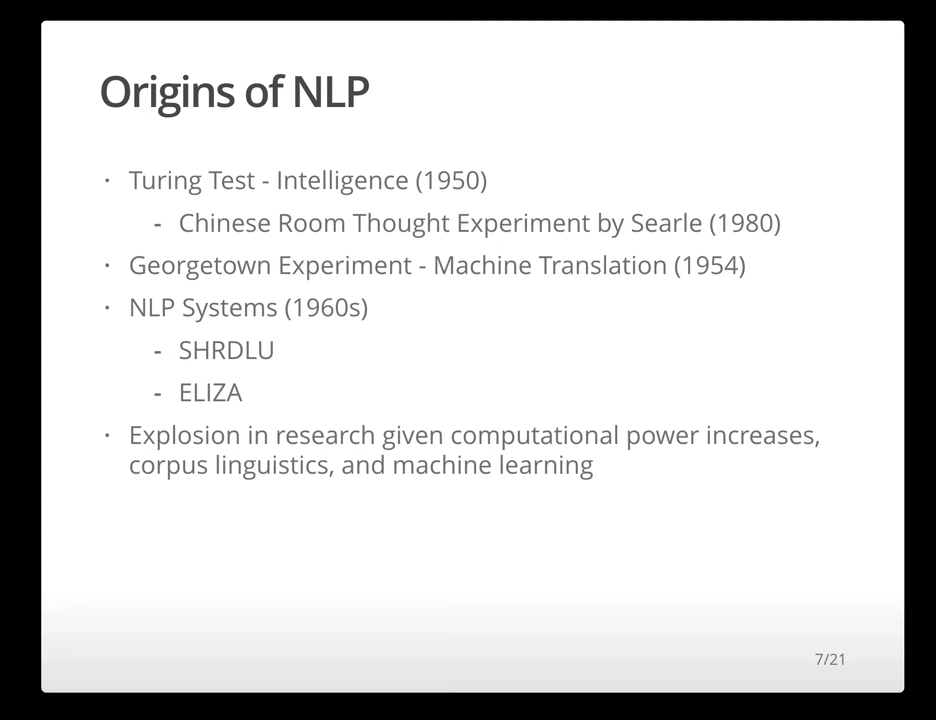 Origins of NLP
· Turing Test - Intelligence (1950)
- Chinese Room Thought Experiment by Searle (1980)
· Georgetown Experiment - Machine Translation (1954)
· NLP Systems (1960s)
- SHRDLU
- ELIZA
· Explosion in research given computational power increases,
corpus linguistics, and machine learning
7/21